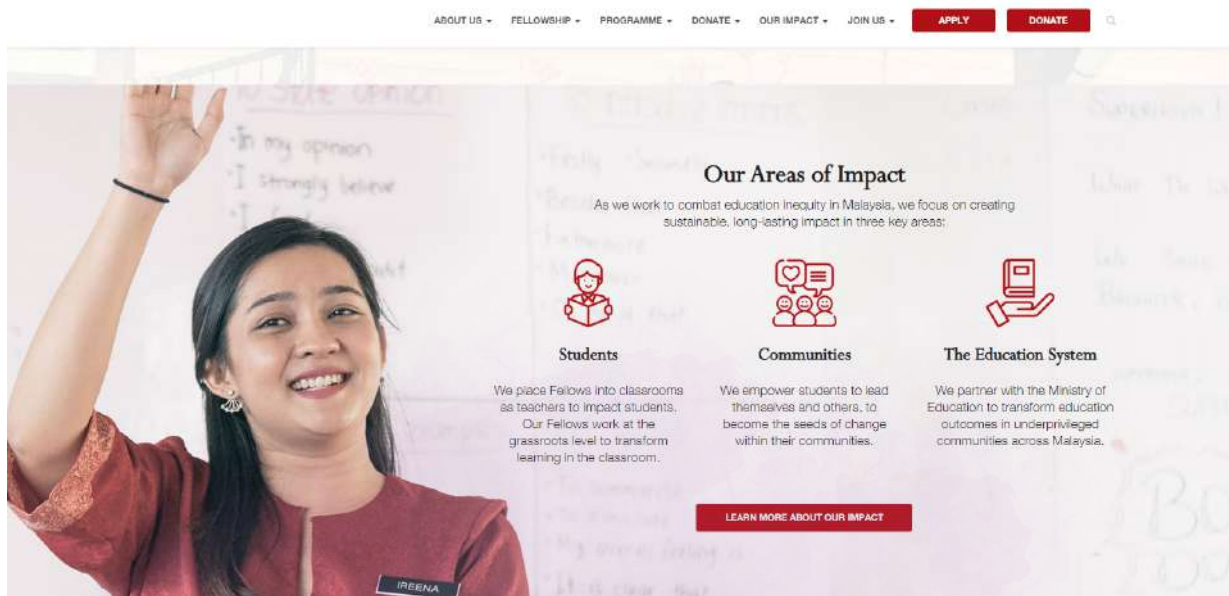 ABOUT US
FELLOWSHIP
PROGRAMME
DONATE
OUR IMPACT
JOIN US
APPLY
DONATE
To State Opinion
• In my opinion
• I strongly believe
Our Areas of Impact
As we work to combat education inequity in Malaysia, we focus on creating
sustainable, long-lasting impact in three key areas:
Students
We place Fellows into classrooms
as teachers to impact students.
Our Fellows work at the
grassroots level to transform
learning in the classroom.
Communities
We empower students to lead
themselves and others, to
become the seeds of change
within their communities.
The Education System
We partner with the Ministry of
Education to transform education
outcomes in underprivileged
communities across Malaysia.
LEARN MORE ABOUT OUR IMPACT
IREENA